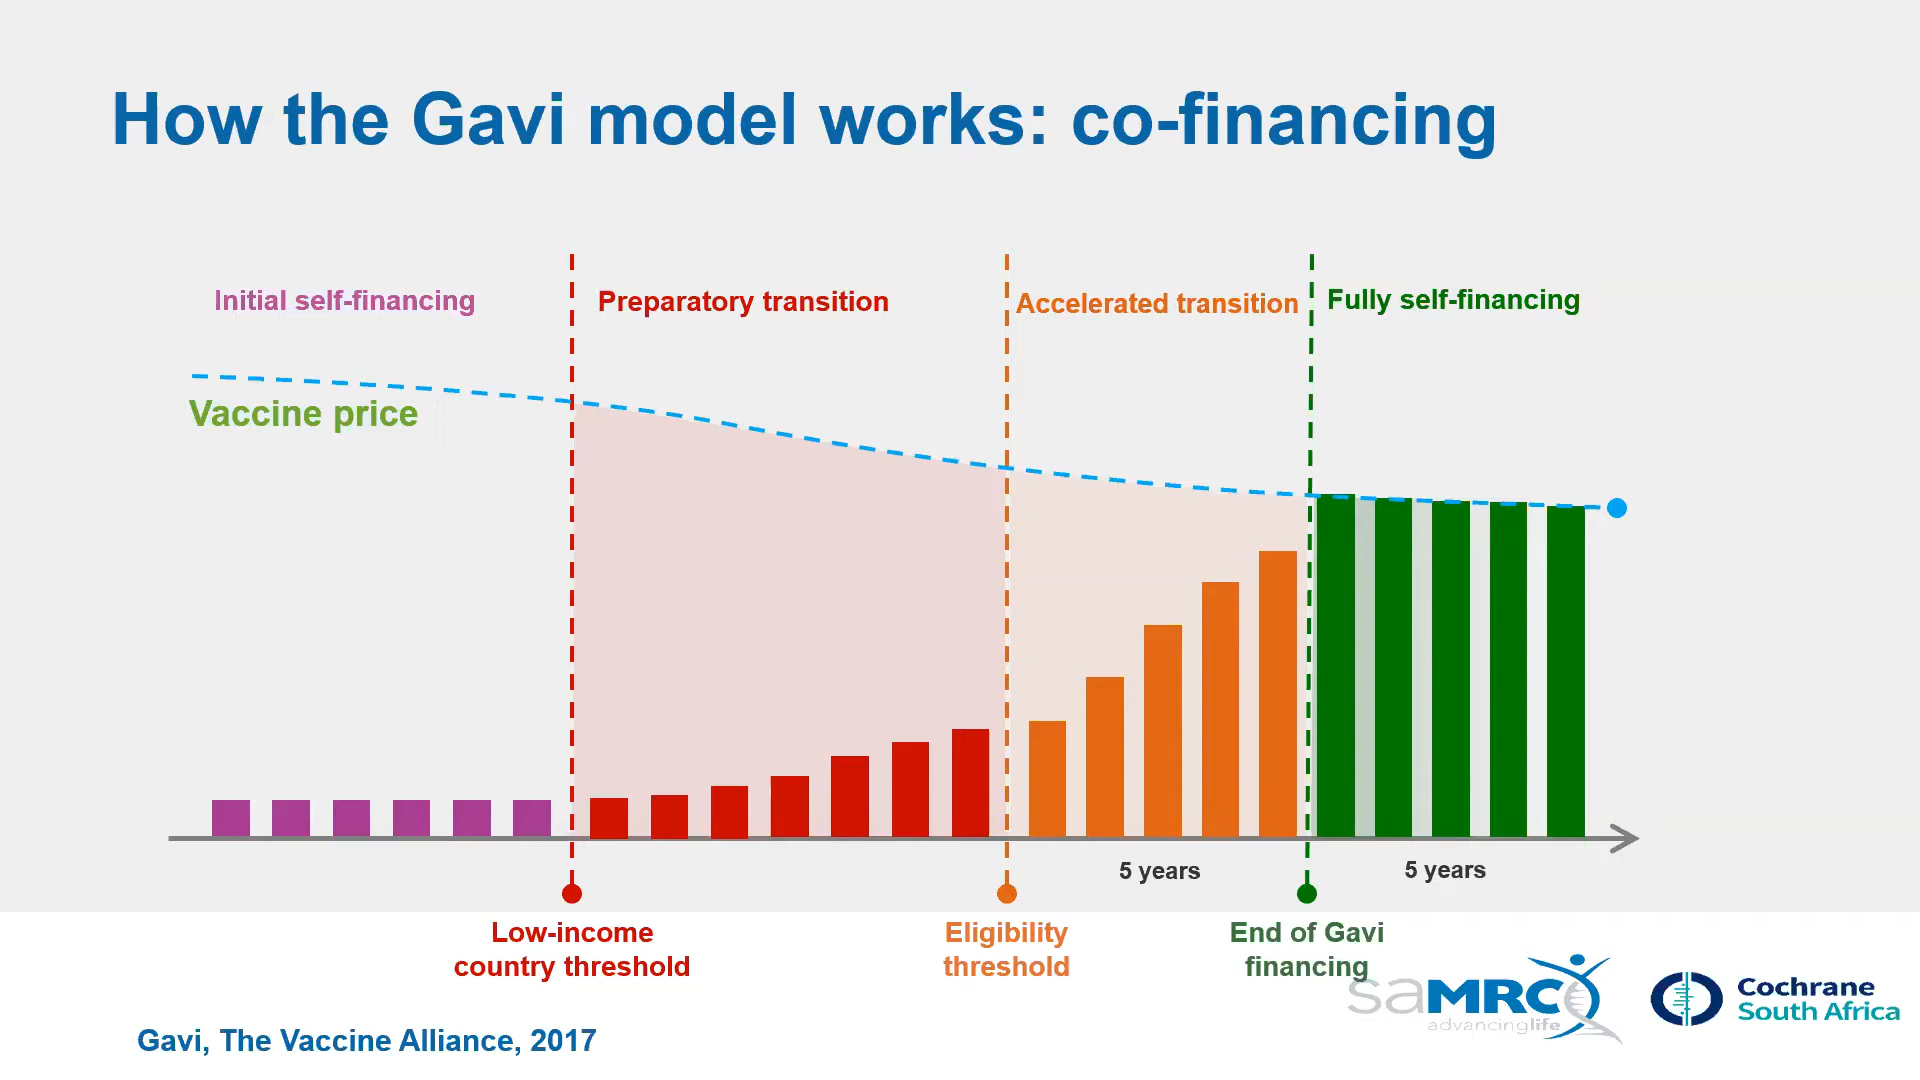 How the Gavi model works: co-financing
Initial self-financing
Preparatory transition
Accelerated transition
Fully self-financing
Vaccine price
5 years
5 years
Low-income
country threshold
Eligibility
threshold
End of Gavi
financing
saMRC
advancinglife
Cochrane
South Africa
Gavi, The Vaccine Alliance, 2017